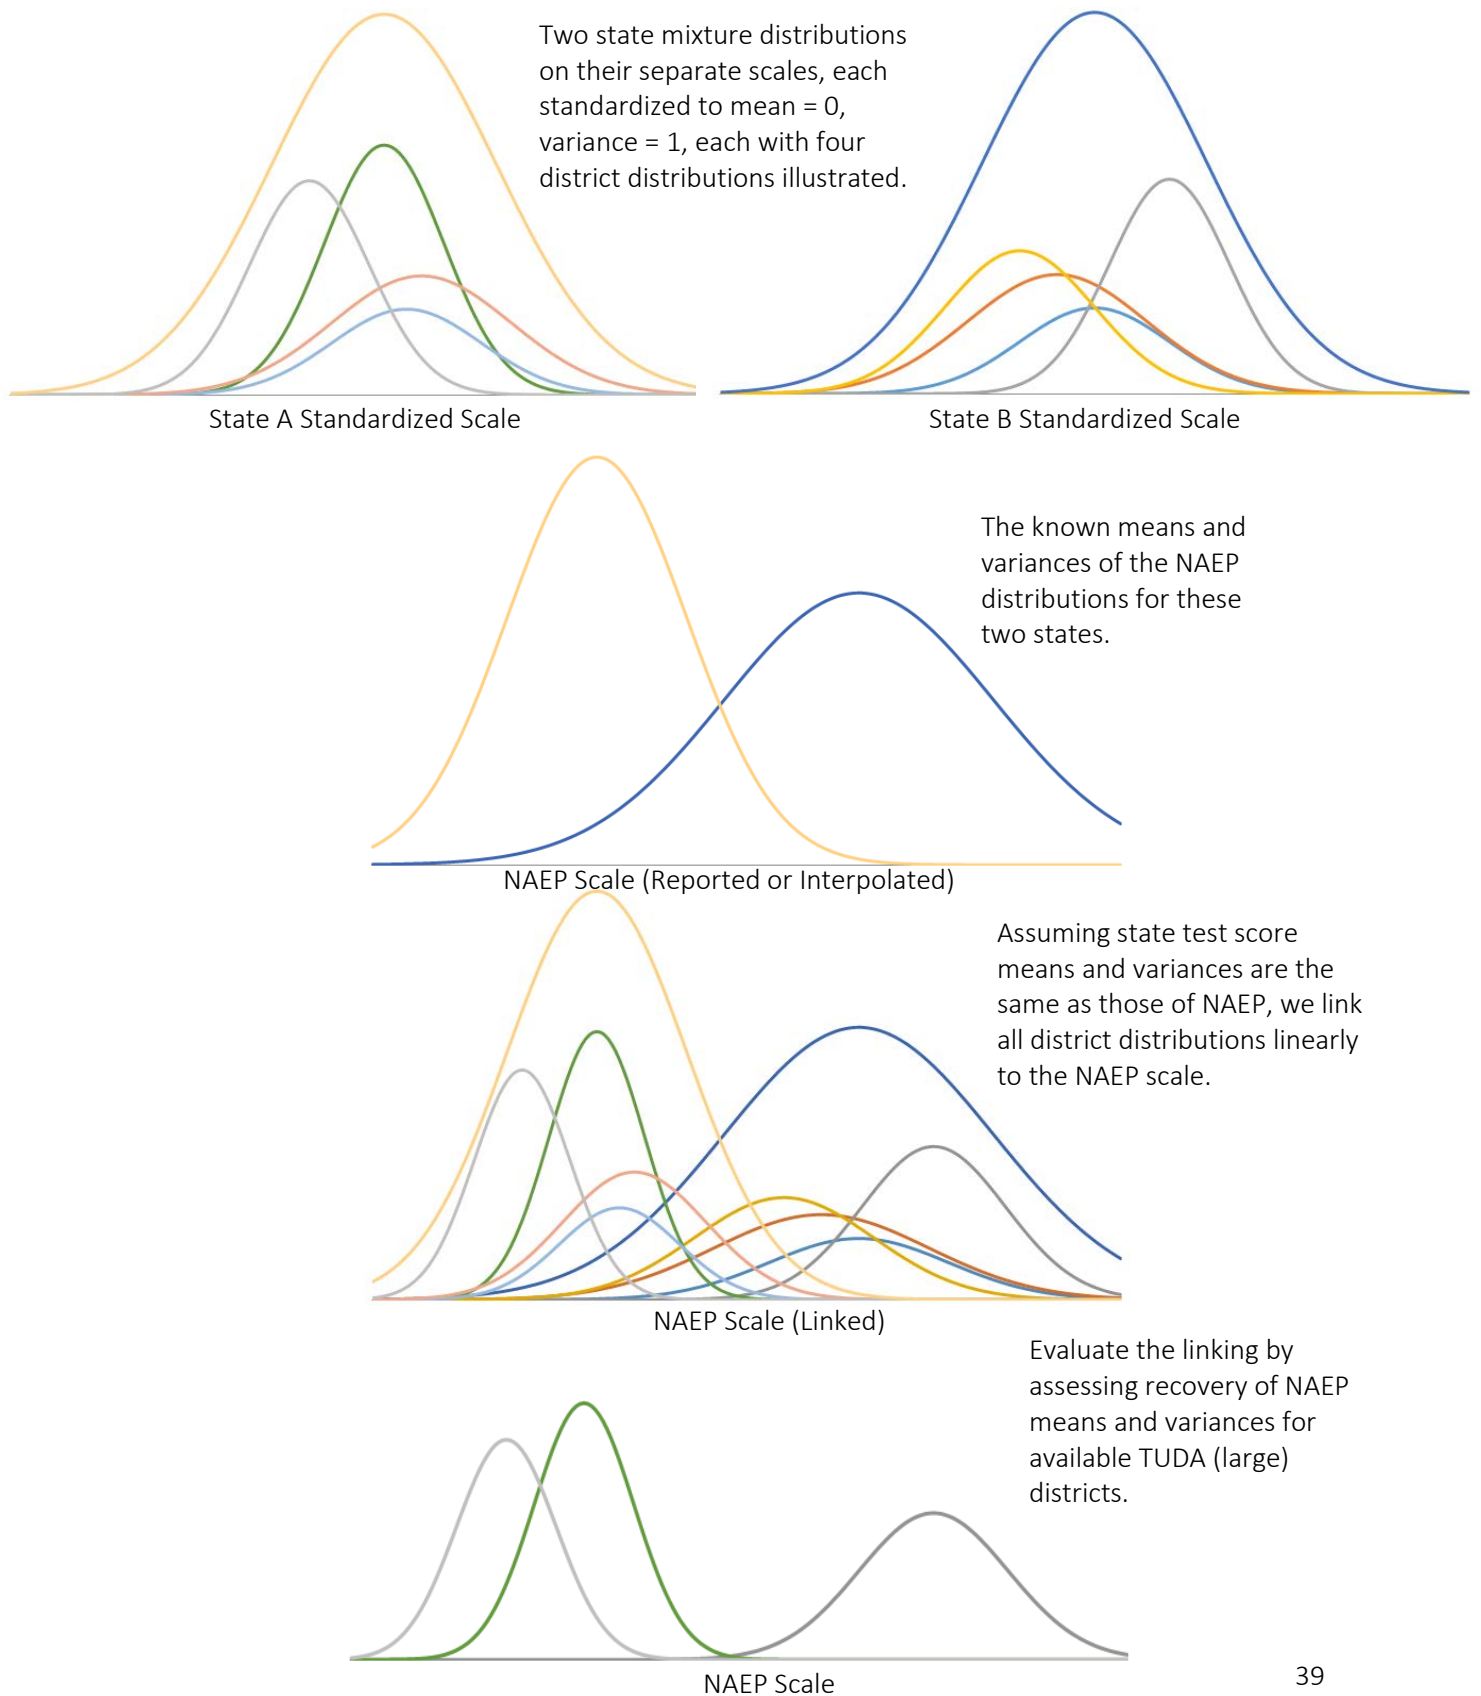 Two state mixture distributions
on their separate scales, each
standardized to mean = 0,
variance = 1, each with four
district distributions illustrated.
State A Standardized Scale
State B Standardized Scale
The known means and
variances of the NAEP
distributions for these
two states.
NAEP Scale (Reported or Interpolated)
Assuming state test score
means and variances are the
same as those of NAEP, we link
all district distributions linearly
to the NAEP scale.
NAEP Scale (Linked)
Evaluate the linking by
assessing recovery of NAEP
means and variances for
available TUDA (large)
districts.
NAEP Scale
39